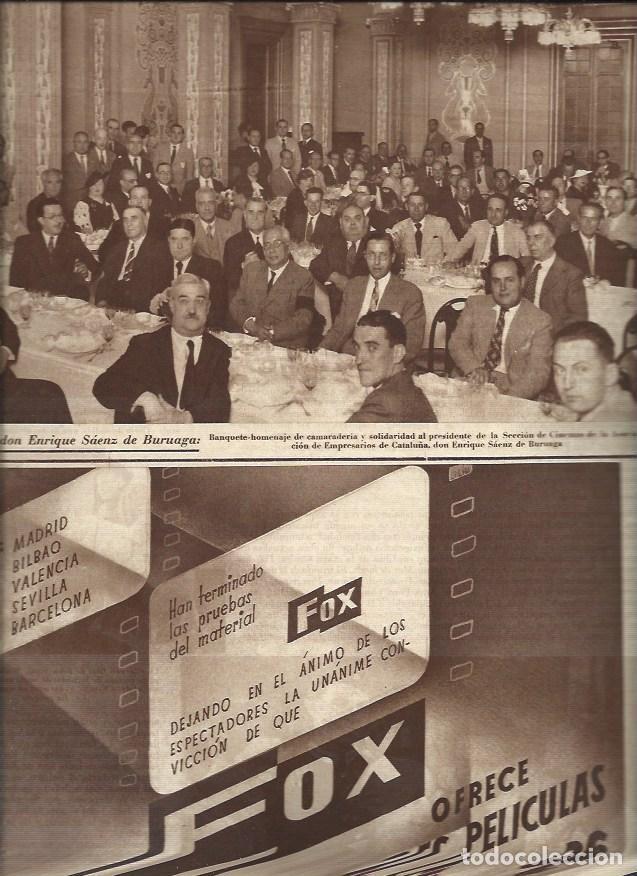 don Enrique Sáenz de Buruaga:
Banquete-homenaje de camaradería y solidaridad al presidente de la Sección de Cinemas de la
ción de Empresarios de Cataluña, don Enrique Sáenz de Buruaga
MADRID
BILBAO
VALENCIA
SEVILLA
BARCELONA
Han terminado
las pruebas
del material
FOX
DEJANDO EN EL ÁNIMO DE LOS
ESPECTADORES LA UNÁNIME CON-
VICCIÓN DE QUE
FOX
OFRECE
PELICULAS
36
todocoleccion